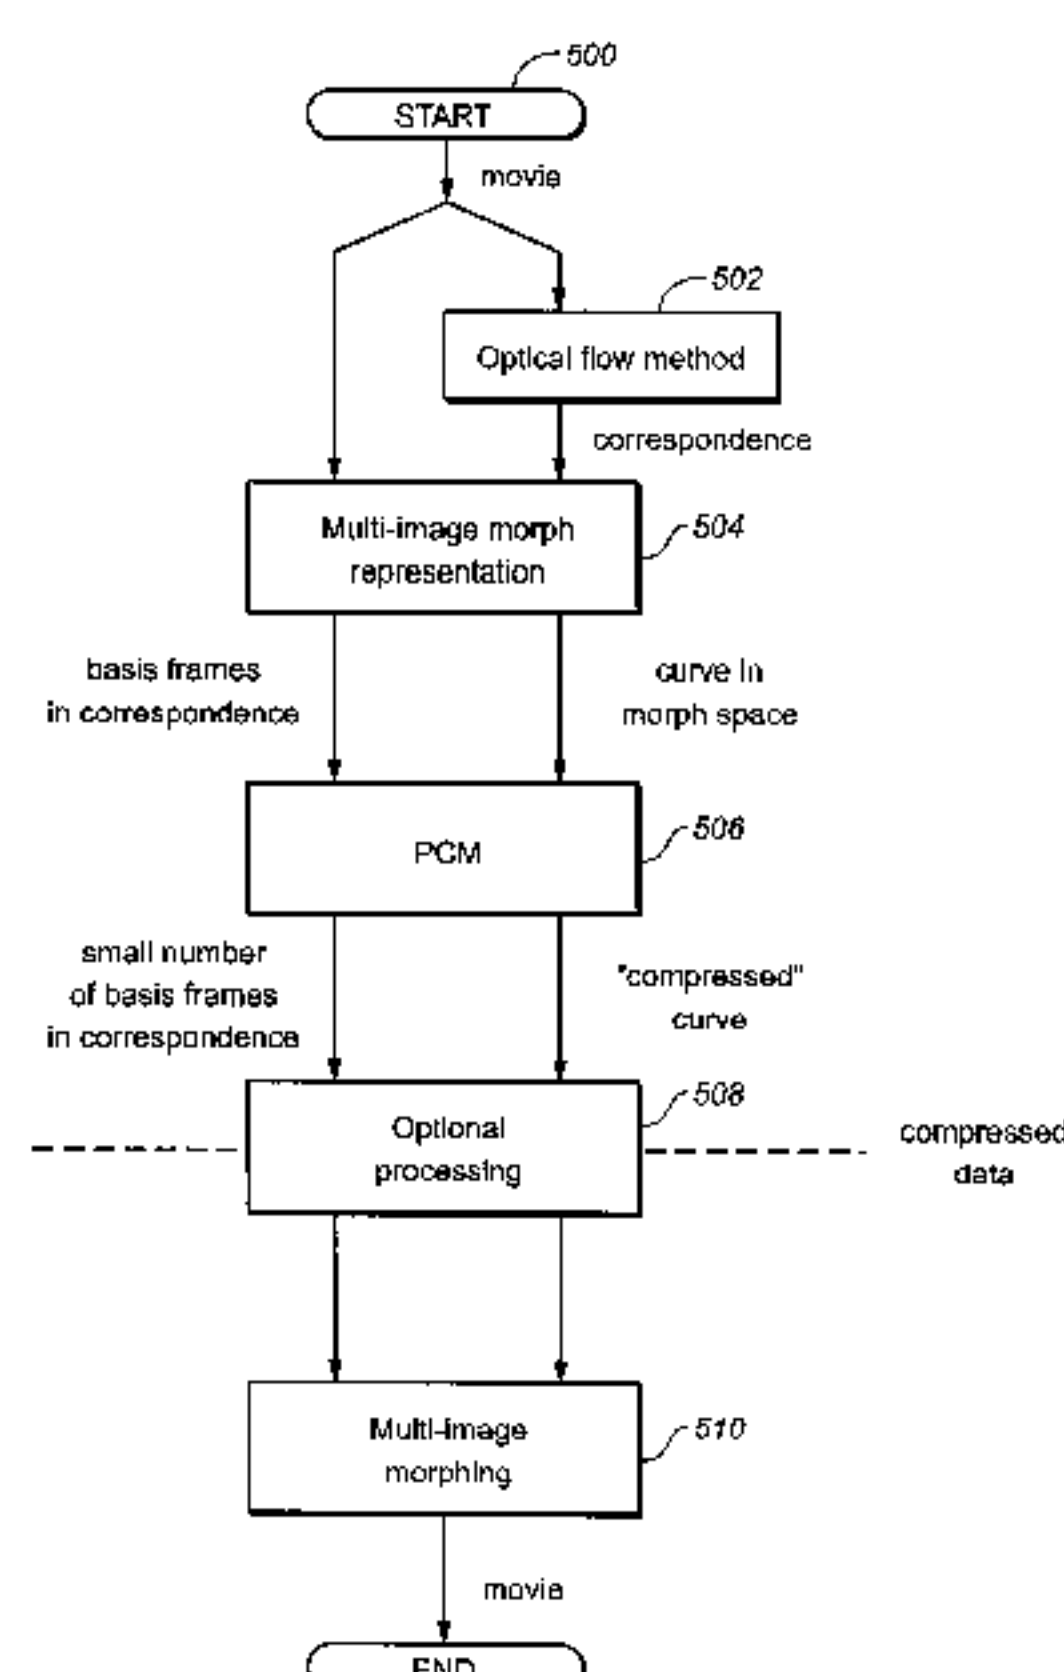 500
START
movie
502
Optical flow method
correspondence
Multi-image morph
representation
504
basis frames
in correspondence
curve in
morph space
PCM
506
small number
of basis frames
in correspondence
"compressed"
curve
508
Optional
processing
compressed
data
Multi-image
morphing
510
movie
END